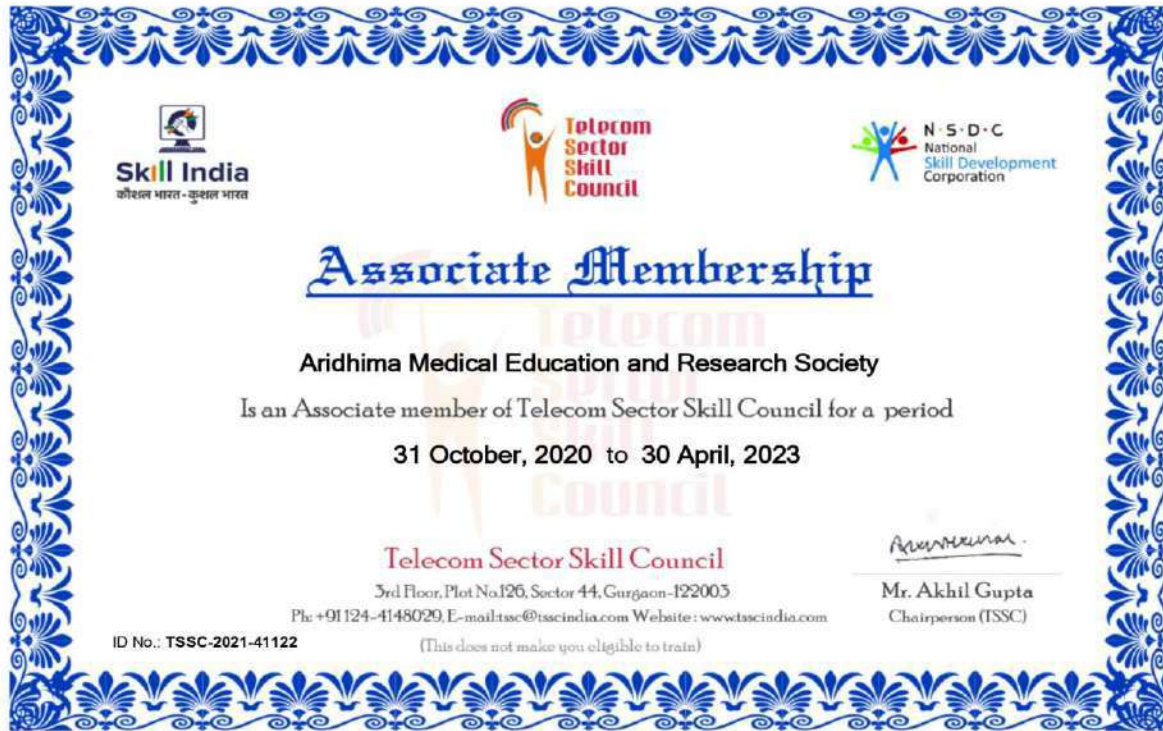 Skill India
कौशल भारत-कुशल भारत
Telecom
Sector
Skill
Council
N·S·D·C
National
Skill Development
Corporation
Associate Membership
Aridhima Medical Education and Research Society
Is an Associate member of Telecom Sector Skill Council for a period
31 October, 2020 to 30 April, 2023
Telecom Sector Skill Council
3rd Floor, Plot No.126, Sector 44, Gurgaon-122003
Ph: +91124-4148029, E-mail:tssc@tsscindia.com Website : www.tsscindia.com
(This does not make you eligible to train)
Mr. Akhil Gupta
Chairperson (TSSC)
ID No.: TSSC-2021-41122